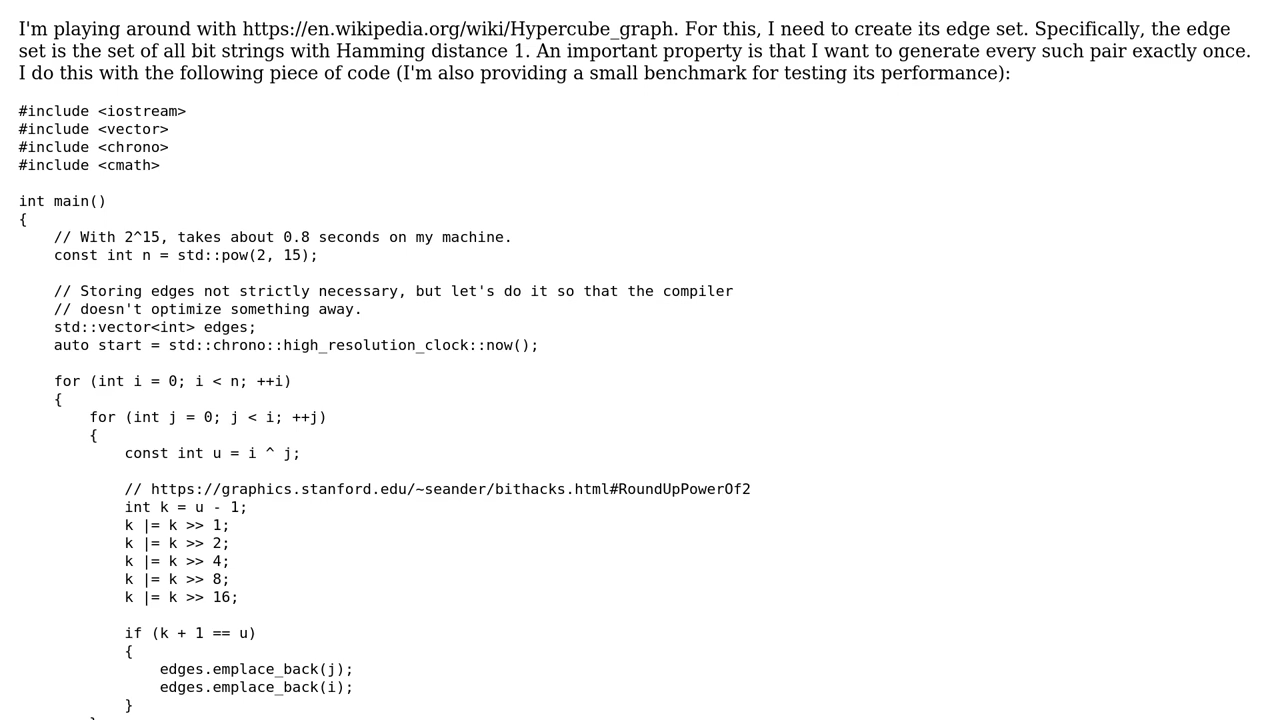 I'm playing around with https://en.wikipedia.org/wiki/Hypercube_graph. For this, I need to create its edge set. Specifically, the edge
set is the set of all bit strings with Hamming distance 1. An important property is that I want to generate every such pair exactly once.
I do this with the following piece of code (I'm also providing a small benchmark for testing its performance):

#include <iostream>
#include <vector>
#include <chrono>
#include <cmath>

int main()
{
    // With 2^15, takes about 0.8 seconds on my machine.
    const int n = std::pow(2, 15);

    // Storing edges not strictly necessary, but let's do it so that the compiler
    // doesn't optimize something away.
    std::vector<int> edges;
    auto start = std::chrono::high_resolution_clock::now();

    for (int i = 0; i < n; ++i)
    {
        for (int j = 0; j < i; ++j)
        {
            const int u = i ^ j;

            // https://graphics.stanford.edu/~seander/bithacks.html#RoundUpPowerOf2
            int k = u - 1;
            k |= k >> 1;
            k |= k >> 2;
            k |= k >> 4;
            k |= k >> 8;
            k |= k >> 16;

            if (k + 1 == u)
            {
                edges.emplace_back(j);
                edges.emplace_back(i);
            }